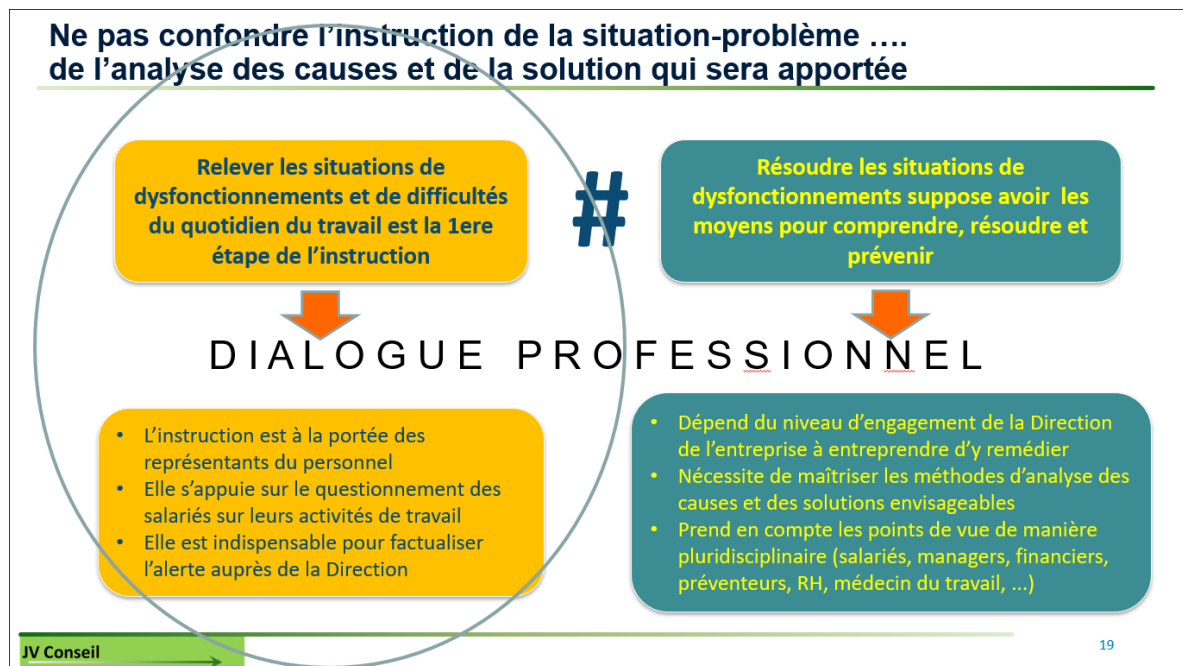 Ne pas confondre l’instruction de la situation-problème ….
de l’analyse des causes et de la solution qui sera apportée
Relever les situations de
dysfonctionnements et de difficultés
du quotidien du travail est la 1ere
étape de l’instruction
#
Résoudre les situations de
dysfonctionnements suppose avoir les
moyens pour comprendre, résoudre et
prévenir
DIALOGUE PROFESSIONNEL
• L’instruction est à la portée des
représentants du personnel
• Elle s’appuie sur le questionnement des
salariés sur leurs activités de travail
• Elle est indispensable pour factualiser
l’alerte auprès de la Direction
• Dépend du niveau d’engagement de la Direction
de l’entreprise à entreprendre d’y remédier
• Nécessite de maîtriser les méthodes d’analyse des
causes et des solutions envisageables
• Prend en compte les points de vue de manière
pluridisciplinaire (salariés, managers, financiers,
préventeurs, RH, médecin du travail, ...)
JV Conseil
19